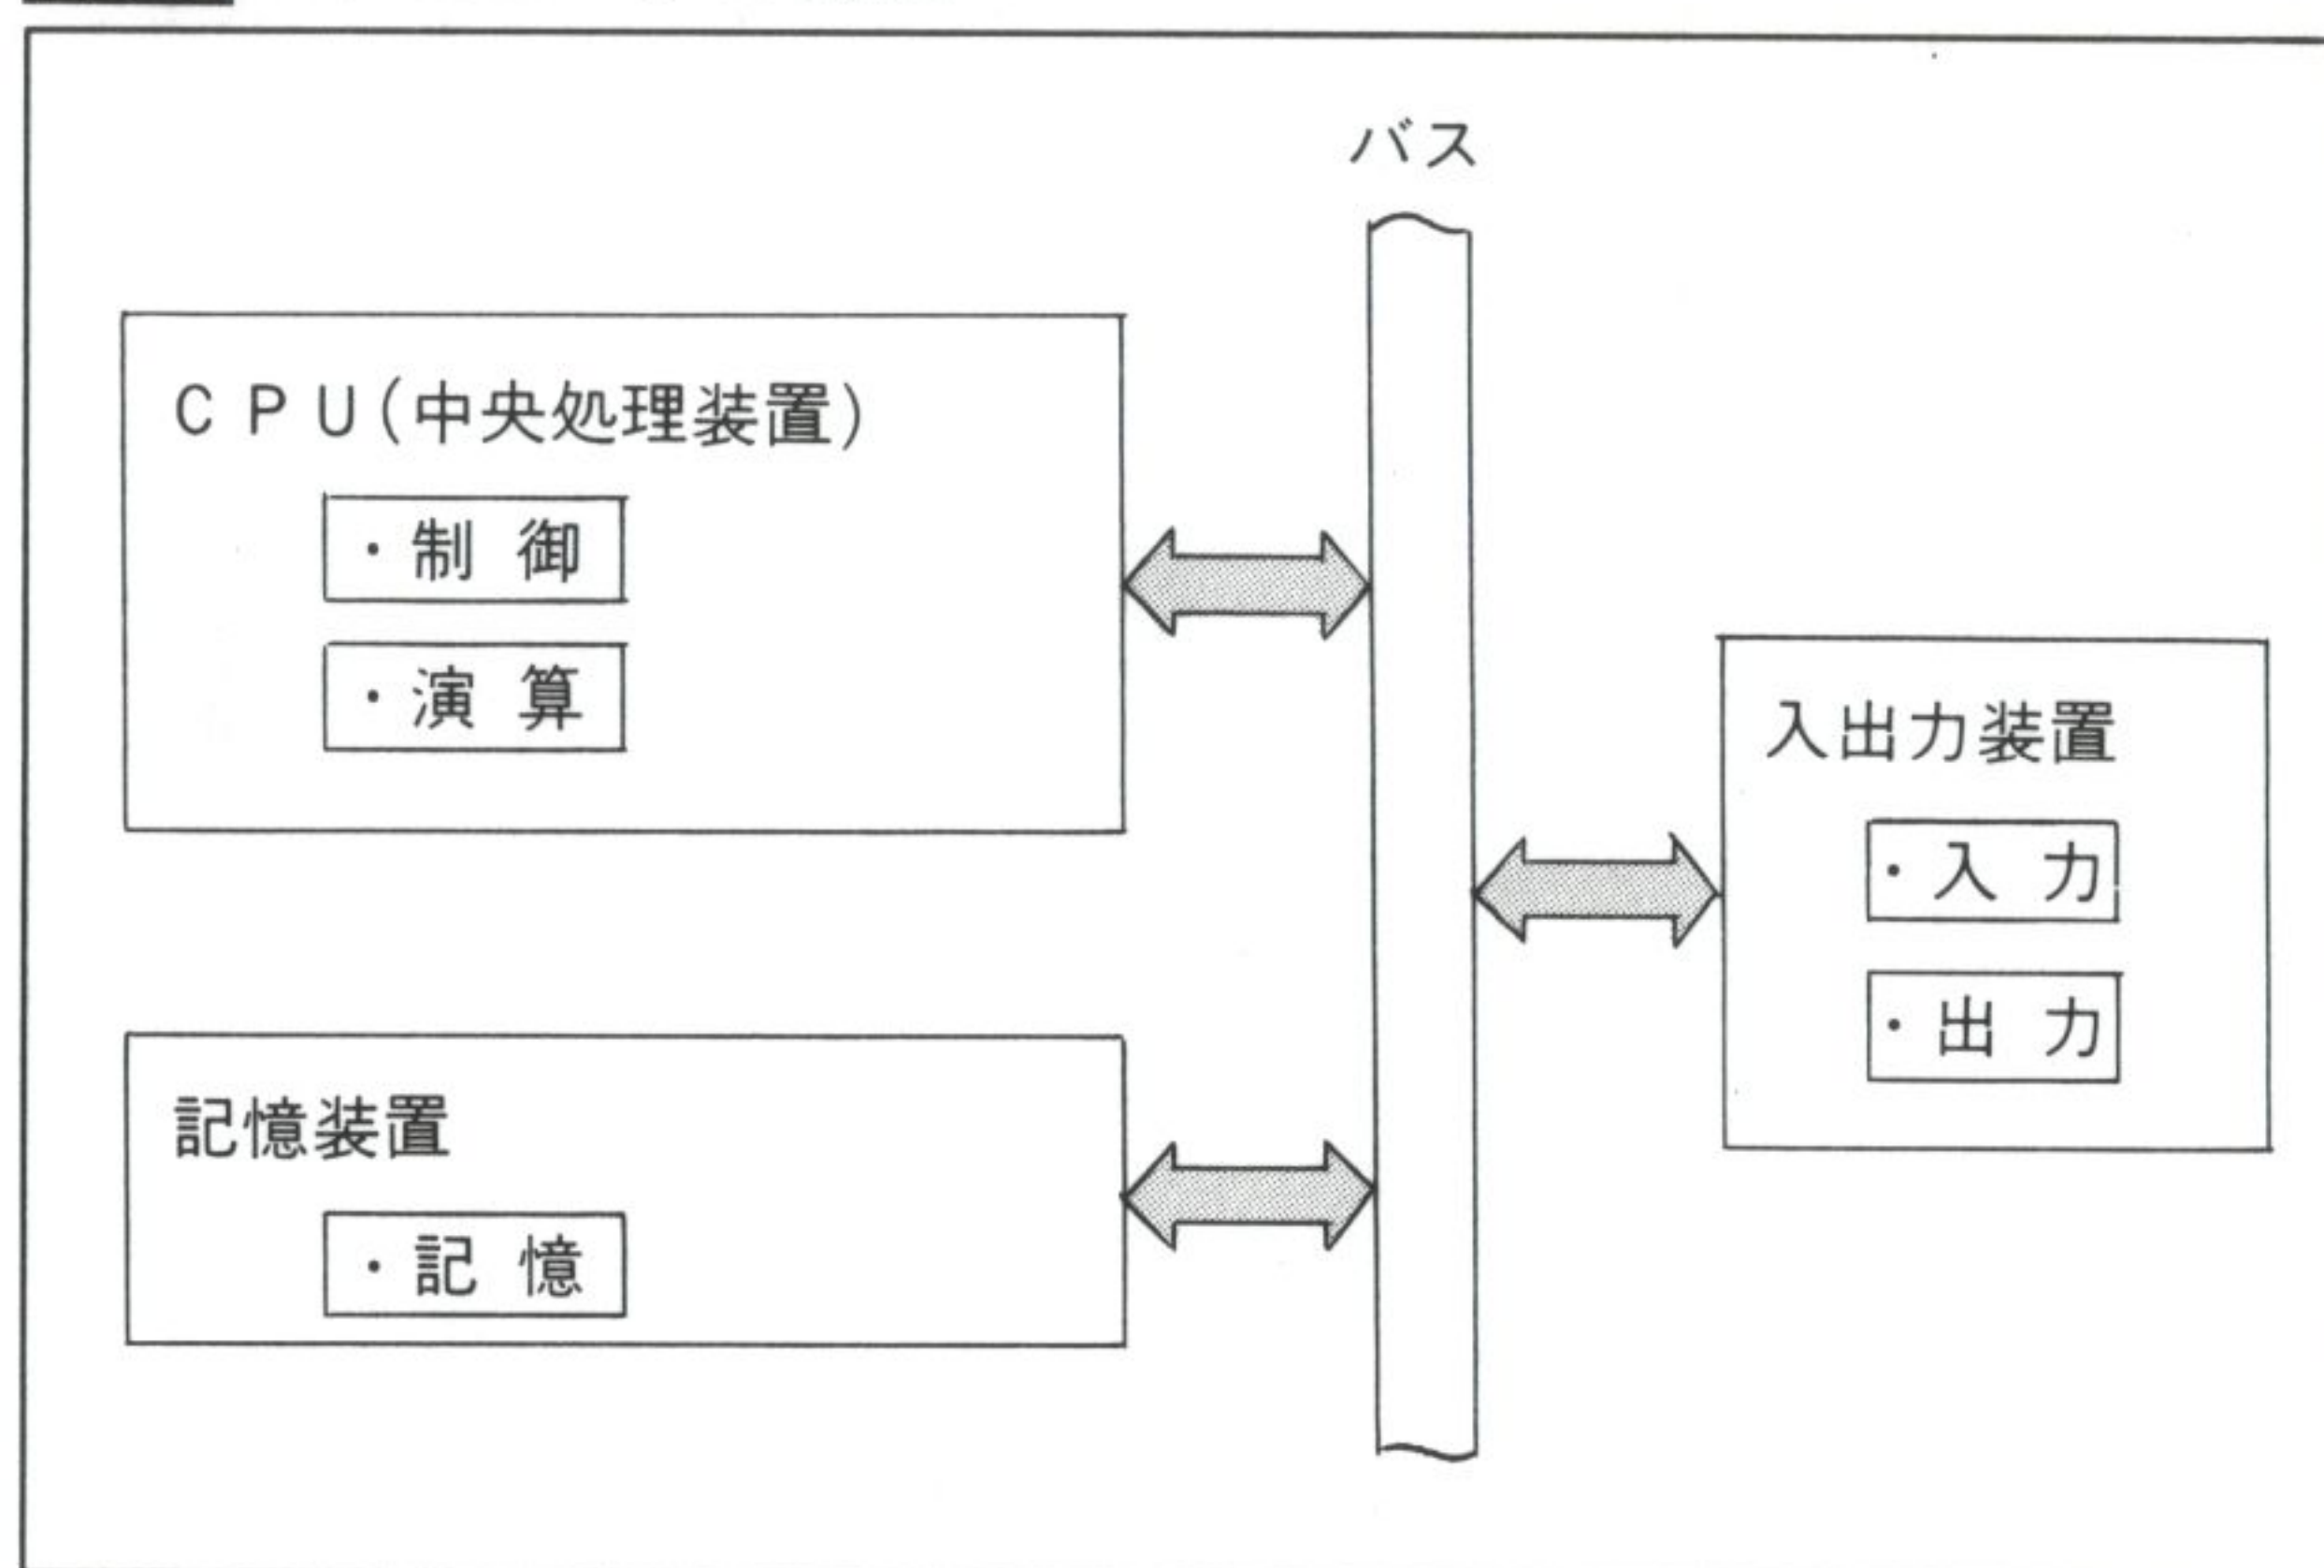 バス
CPU(中央処理装置)
・制御
・演算
入出力装置
・入力
・出力
記憶装置
・記憶